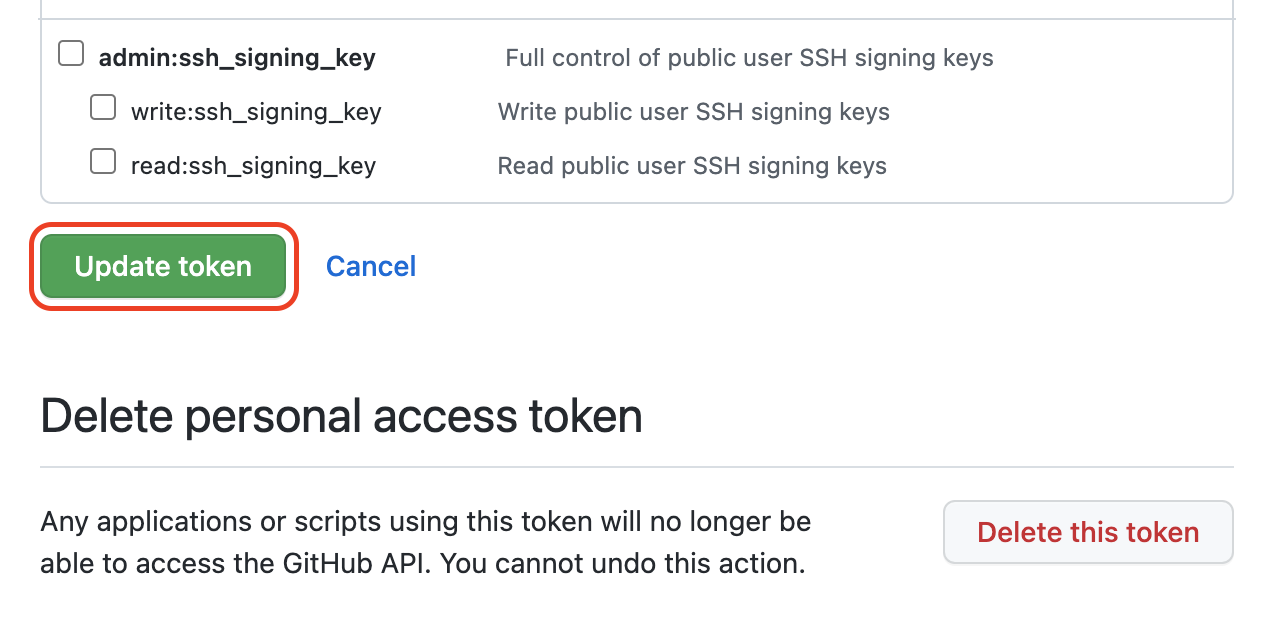 admin:ssh_signing_key Full control of public user SSH signing keys
write:ssh_signing_key Write public user SSH signing keys
read:ssh_signing_key Read public user SSH signing keys
Update token Cancel
Delete personal access token
Any applications or scripts using this token will no longer be
able to access the GitHub API. You cannot undo this action.
Delete this token